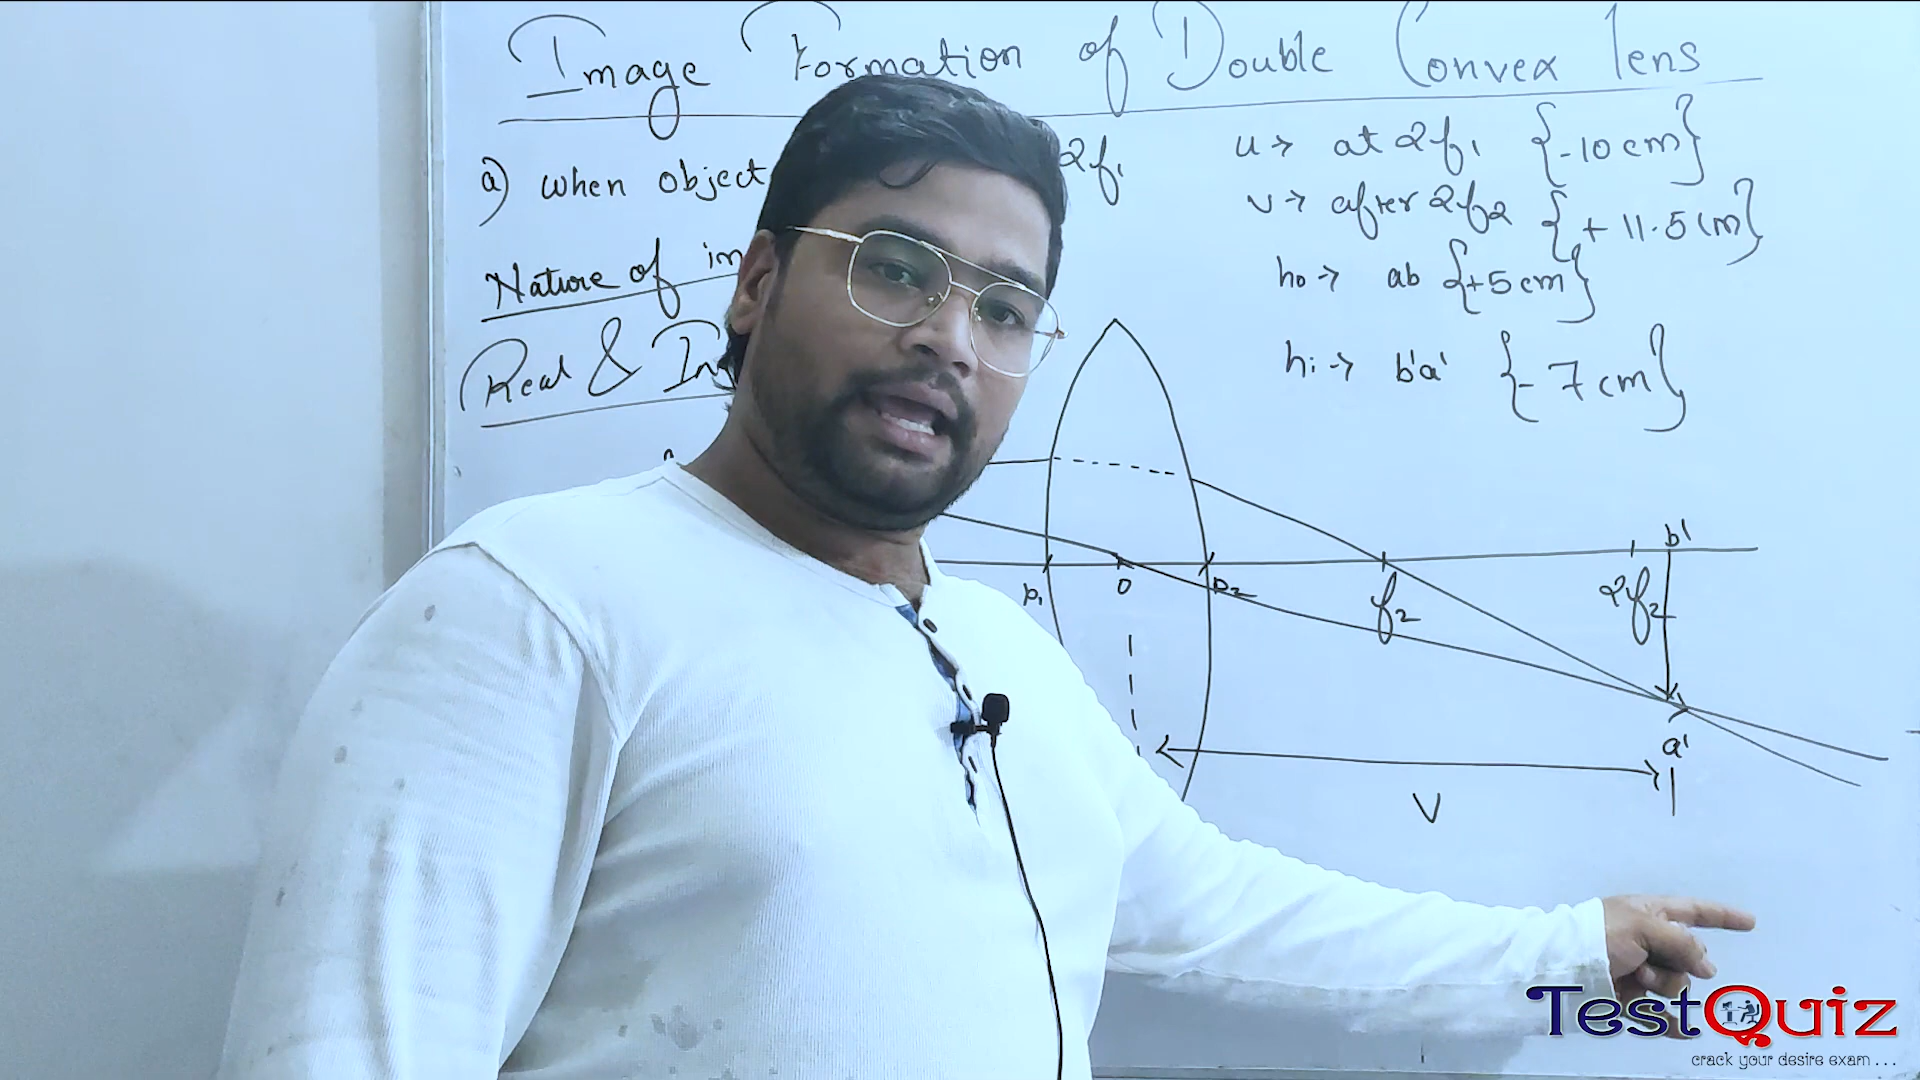 Image Formation of Double Convex lens
a) when object 2f₁
Nature of im
Real & In
u → at 2f₁ {-10 cm}
v → after 2f2 {+ 11.5 cm}
ho → ab {+5 cm}
hi → b'a' {- 7 cm}
b'
p₁ o P2 f2 2f2
a'
V
TestQuiz
crack your desire exam ...